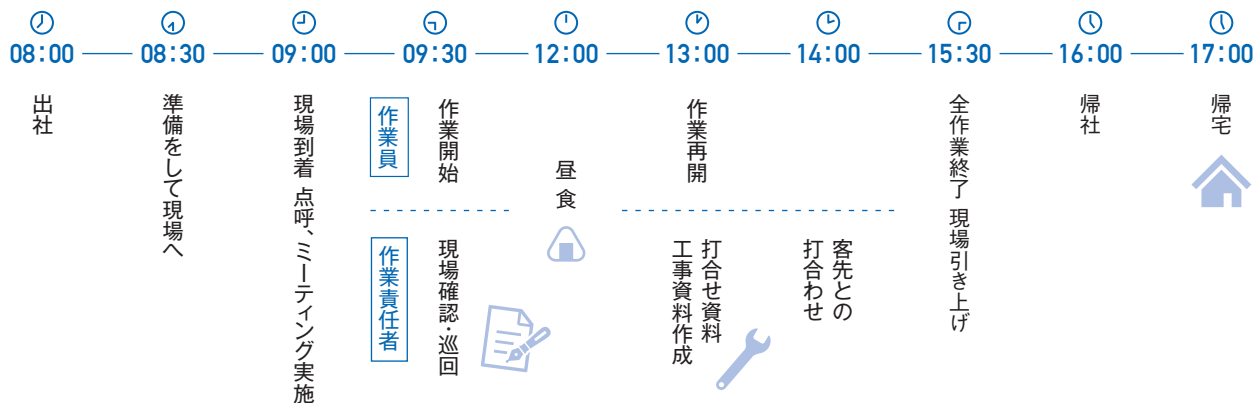 08:00
08:30
09:00
09:30
12:00
13:00
14:00
15:30
16:00
17:00
出社
準備をして現場へ
現場到着 点呼、ミーティング実施
作業員
作業開始
作業責任者
現場確認・巡回
昼食
作業再開
打合せ資料
工事資料作成
客先との
打合わせ
全作業終了 現場引き上げ
帰社
帰宅